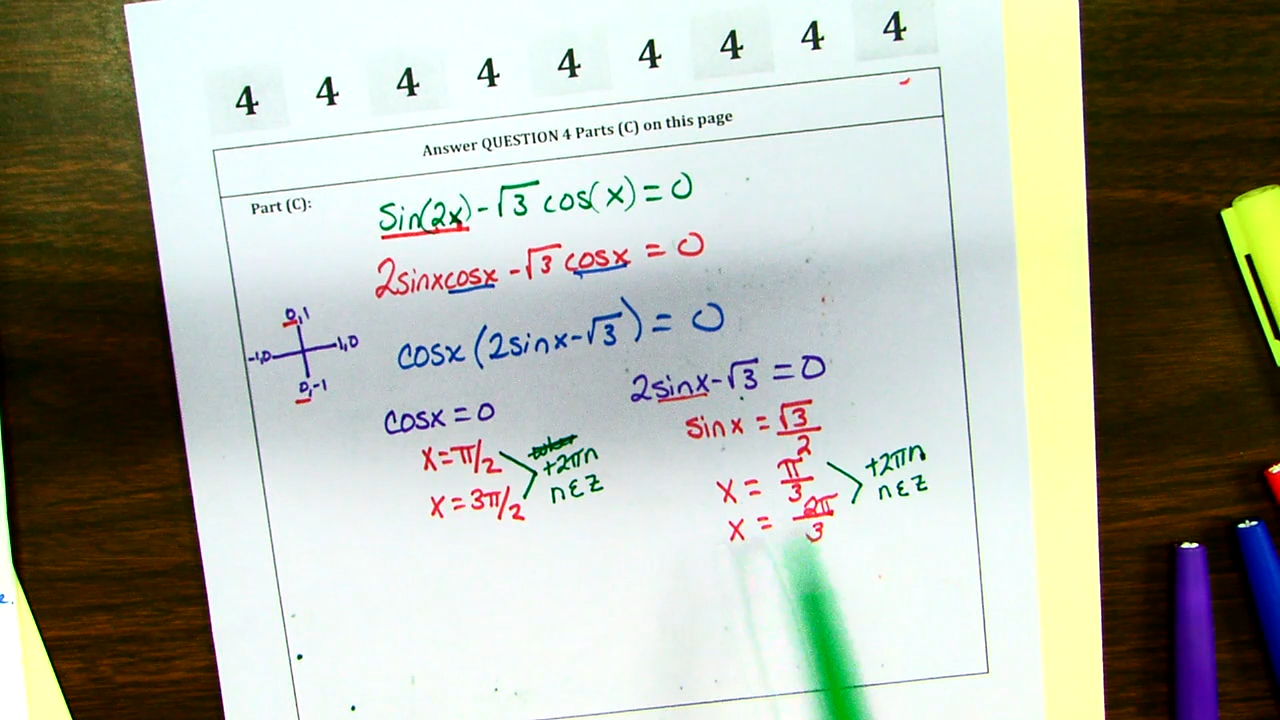 4 4 4 4 4 4 4 4 4
Answer QUESTION 4 Parts (C) on this page
Part (C):
sin(2x) - √3 cos(x) = 0
2sinxcosx - √3 cosx = 0
cosx (2sinx - √3) = 0
0,1
-1,0 1,0
0,-1
cosx = 0
x = π/2
x = 3π/2
+2πn
n ∈ Z
2sinx - √3 = 0
sinx = √3/2
x = π/3
x = 2π/3
+2πn
n ∈ Z